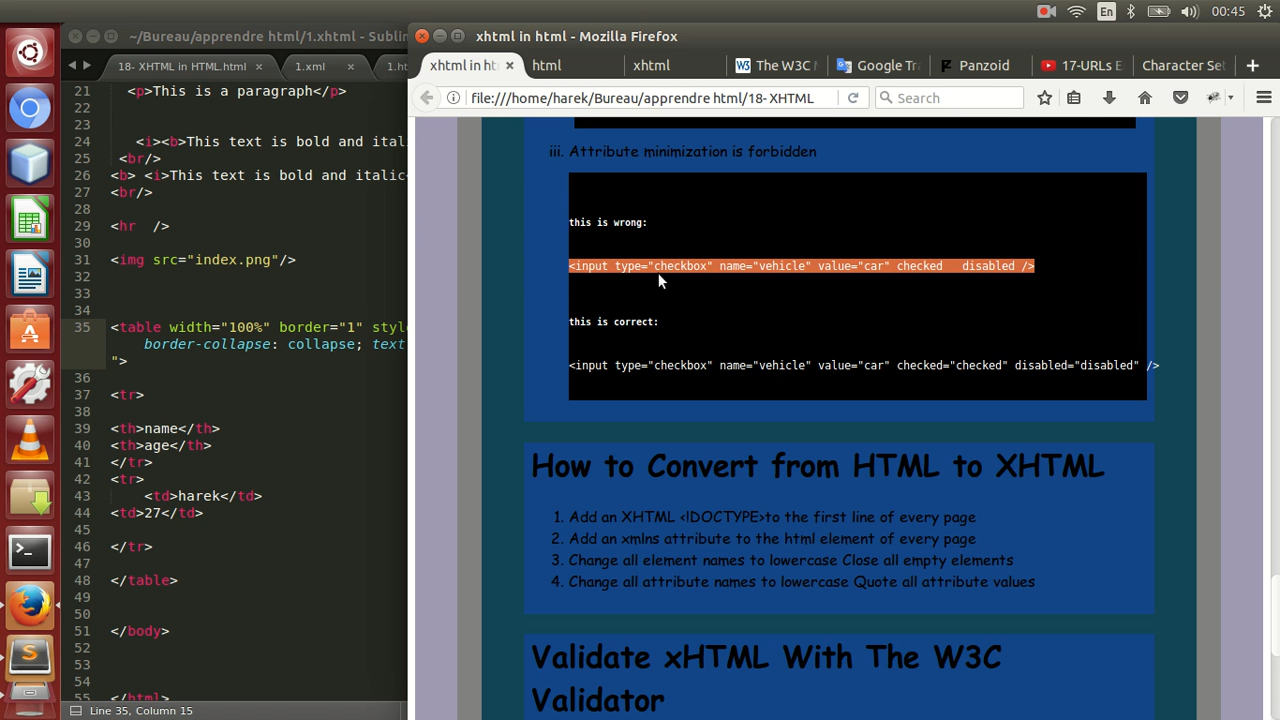 00:45
En
~/Bureau/apprendre html/1.xhtml - Subli
18- XHTML in HTML.html
1.xml
1.h
21 <p>This is a paragraph</p>
22
23
24 <i><b>This text is bold and ital
25 <br/>
26 <b> <i>This text is bold and italic
27 <br/>
28
29 <hr />
30
31 <img src="index.png"/>
32
33
34
35 <table width="100%" border="1" style
border-collapse: collapse; text
">
36
37 <tr>
38
39 <th>name</th>
40 <th>age</th>
41 </tr>
42 <tr>
43 <td>harek</td>
44 <td>27</td>
45
46 </tr>
47
48 </table>
49
50
51 </body>
52
53
54
55 </html>
Line 35, Column 15
xhtml in html - Mozilla Firefox
xhtml in ht
html
xhtml
The W3C
Google Tra
Panzoid
17-URLs E
Character Set
file:///home/harek/Bureau/apprendre html/18- XHTML
Search
iii. Attribute minimization is forbidden
this is wrong:
<input type="checkbox" name="vehicle" value="car" checked disabled />
this is correct:
<input type="checkbox" name="vehicle" value="car" checked="checked" disabled="disabled" />
How to Convert from HTML to XHTML
1. Add an XHTML <!DOCTYPE>to the first line of every page
2. Add an xmlns attribute to the html element of every page
3. Change all element names to lowercase Close all empty elements
4. Change all attribute names to lowercase Quote all attribute values
Validate xHTML With The W3C
Validator